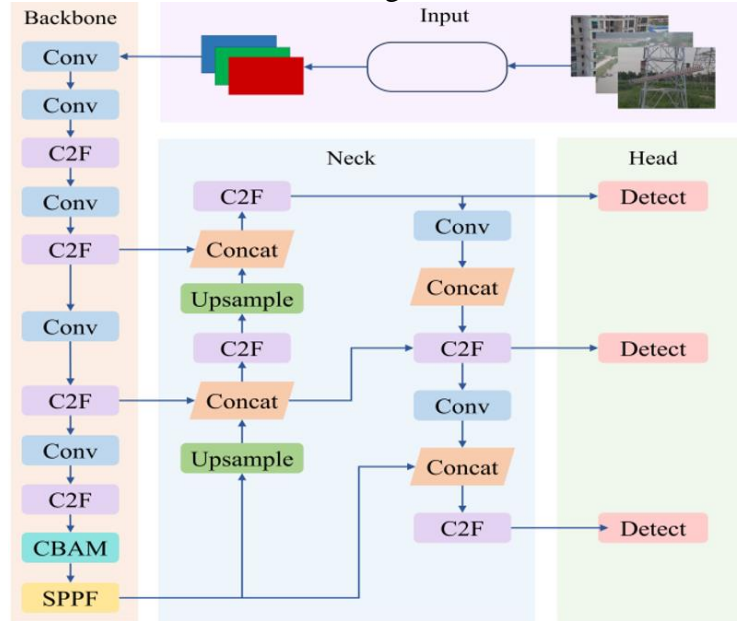 Backbone
Conv
Conv
C2F
Conv
C2F
Conv
C2F
Conv
C2F
CBAM
SPPF
Input
Neck
C2F
Concat
Upsample
C2F
Concat
Upsample
Conv
Concat
C2F
Conv
Concat
C2F
Head
Detect
Detect
Detect